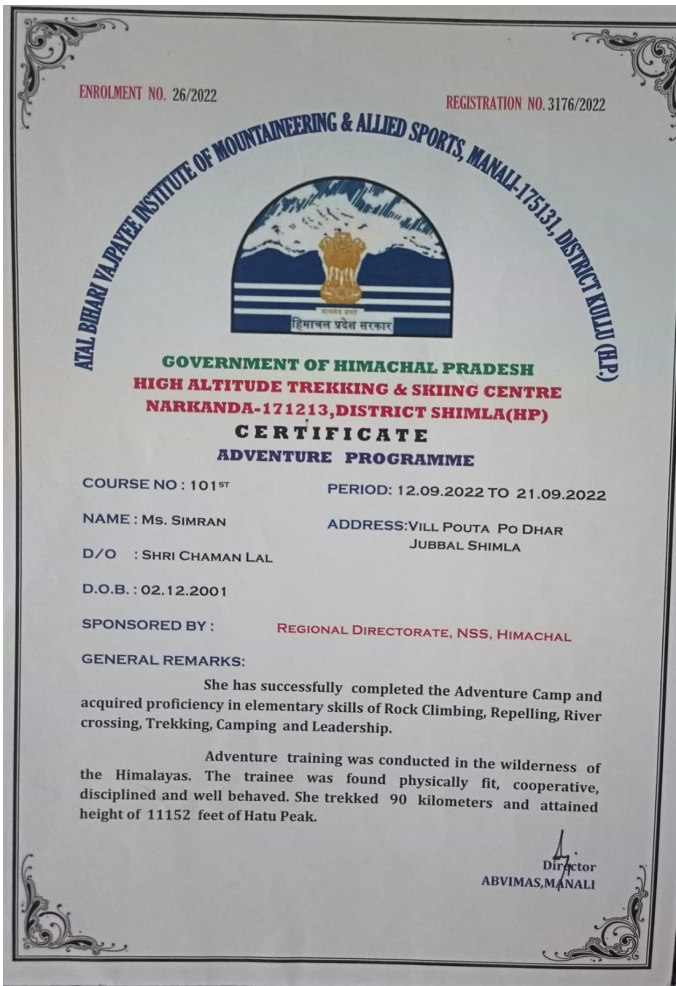 ENROLMENT NO. 26/2022
REGISTRATION NO. 3176/2022
ATAL BIHARI VAJPAYEE INSTITUTE OF MOUNTAINEERING & ALLIED SPORTS, MANALI-175131, DISTRICT KULLU (H.P.)
हिमाचल प्रदेश सरकार
GOVERNMENT OF HIMACHAL PRADESH
HIGH ALTITUDE TREKKING & SKIING CENTRE
NARKANDA-171213,DISTRICT SHIMLA(HP)
CERTIFICATE
ADVENTURE PROGRAMME
COURSE NO : 101ST
PERIOD: 12.09.2022 TO 21.09.2022
NAME : MS. SIMRAN
ADDRESS:VILL POUTA PO DHAR
JUBBAL SHIMLA
D/O : SHRI CHAMAN LAL
D.O.B. : 02.12.2001
SPONSORED BY : REGIONAL DIRECTORATE, NSS, HIMACHAL
GENERAL REMARKS:
She has successfully completed the Adventure Camp and
acquired proficiency in elementary skills of Rock Climbing, Repelling, River
crossing, Trekking, Camping and Leadership.
Adventure training was conducted in the wilderness of
the Himalayas. The trainee was found physically fit, cooperative,
disciplined and well behaved. She trekked 90 kilometers and attained
height of 11152 feet of Hatu Peak.
Director
ABVIMAS,MANALI